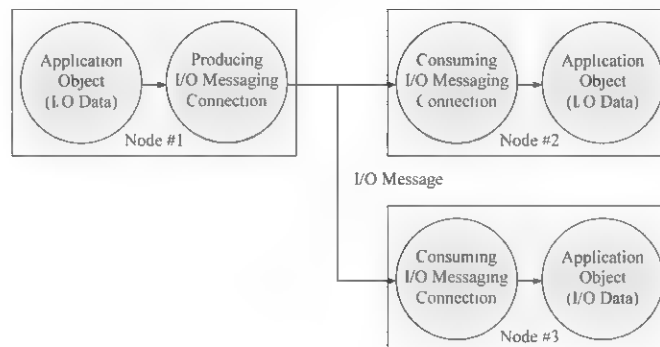 Application
Object
(I/O Data)
Producing
I/O Messaging
Connection
Node #1
Consuming
I/O Messaging
Connection
Application
Object
(I/O Data)
Node #2
I/O Message
Consuming
I/O Messaging
Connection
Application
Object
(I/O Data)
Node #3